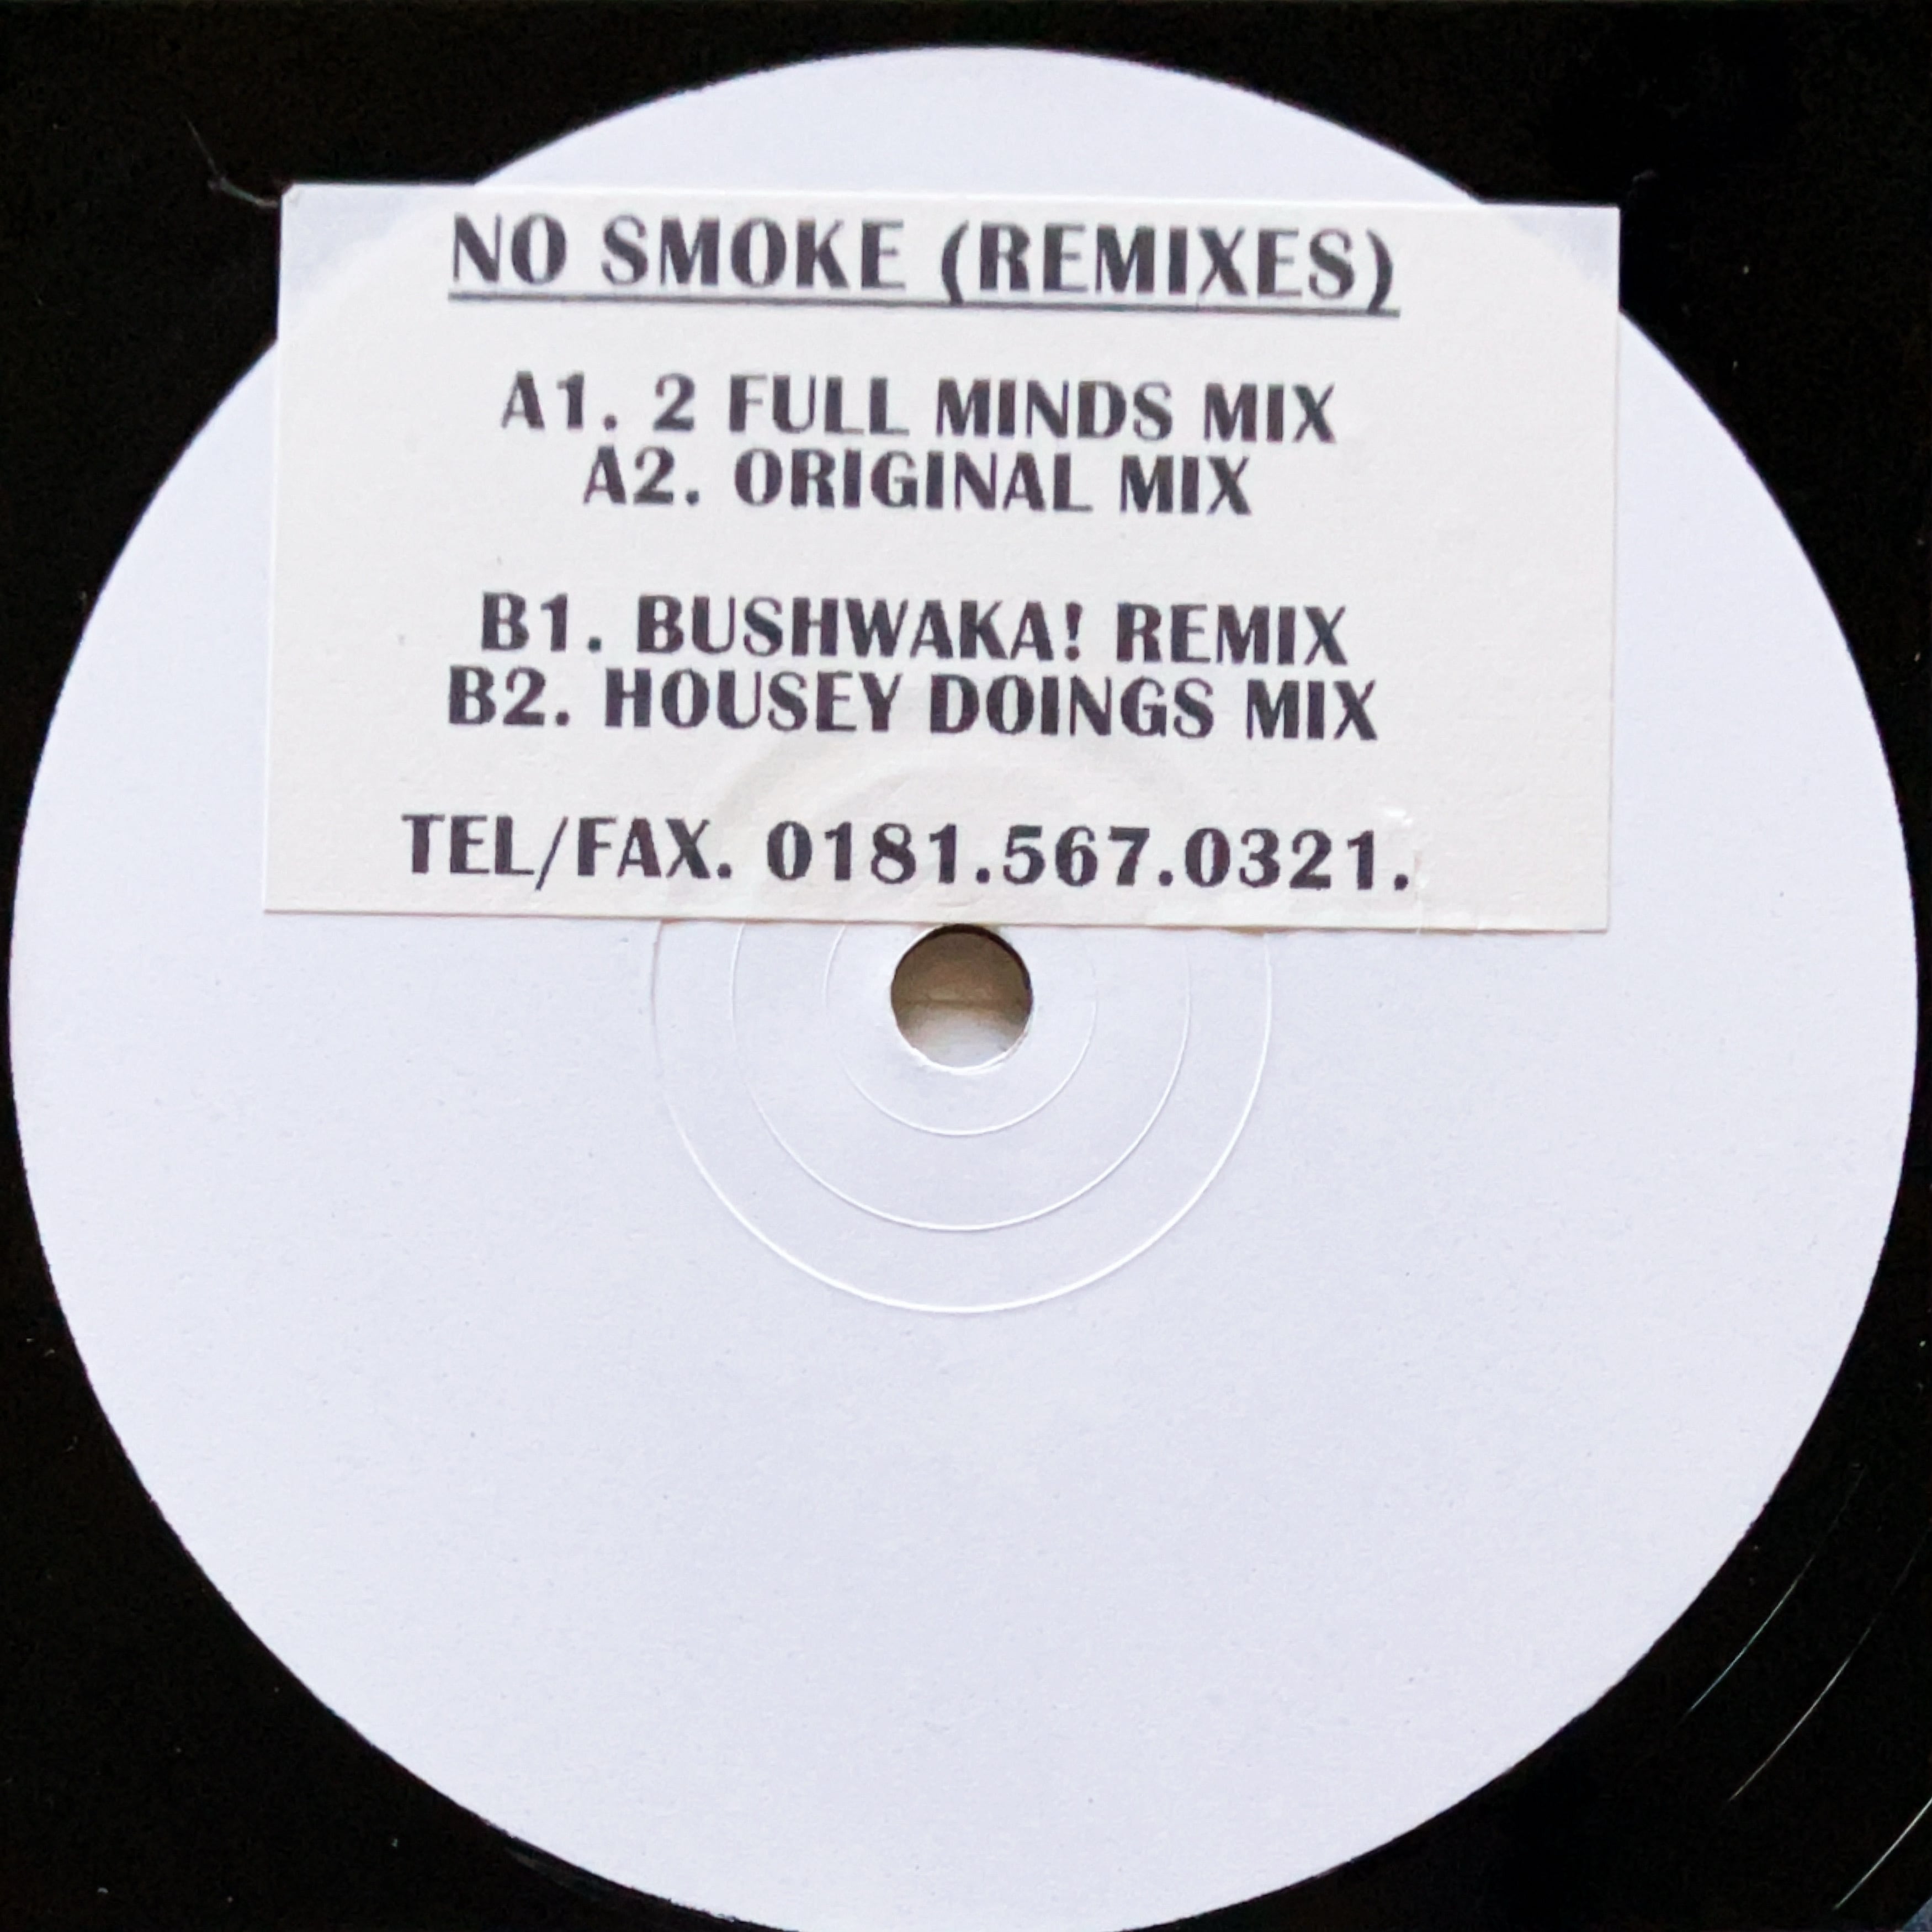 NO SMOKE (REMIXES)
A1. 2 FULL MINDS MIX
A2. ORIGINAL MIX
B1. BUSHWAKA! REMIX
B2. HOUSEY DOINGS MIX
TEL/FAX. 0181.567.0321.